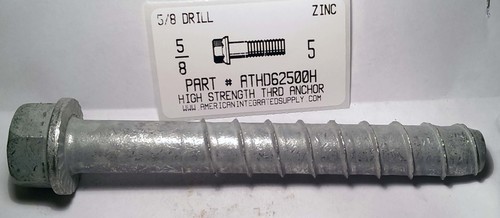 5/8 DRILL ZINC
5/8 5
PART # ATHD62500H
HIGH STRENGTH THRD ANCHOR
WWW.AMERICANINTEGRATEDSUPPLY.COM